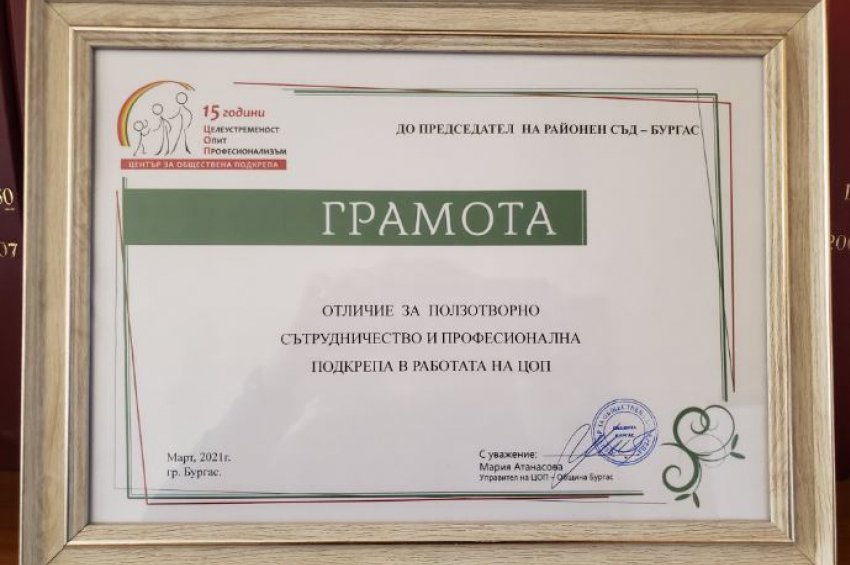 15 години
Целеустременост
Опит
Професионализъм
ЦЕНТЪР ЗА ОБЩЕСТВЕНА ПОДКРЕПА
ДО ПРЕДСЕДАТЕЛ НА РАЙОНЕН СЪД – БУРГАС
ГРАМОТА
ОТЛИЧИЕ ЗА ПОЛЗОТВОРНО
СЪТРУДНИЧЕСТВО И ПРОФЕСИОНАЛНА
ПОДКРЕПА В РАБОТАТА НА ЦОП
Март, 2021г.
гр. Бургас.
С уважение:
Мария Атанасова
Управител на ЦОП – Община Бургас